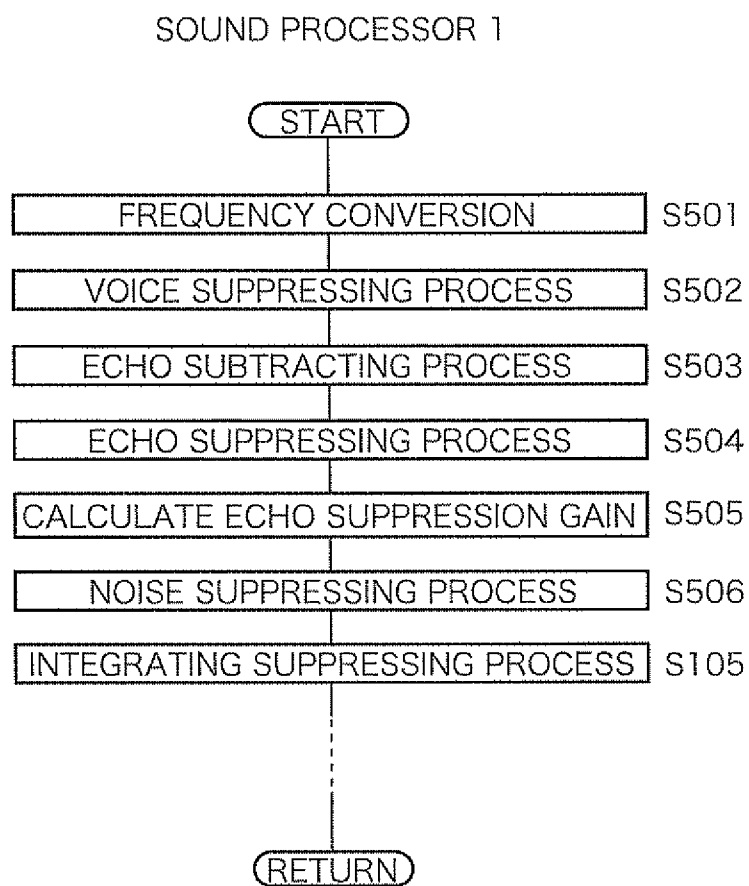 SOUND PROCESSOR 1
START
FREQUENCY CONVERSION S501
VOICE SUPPRESSING PROCESS S502
ECHO SUBTRACTING PROCESS S503
ECHO SUPPRESSING PROCESS S504
CALCULATE ECHO SUPPRESSION GAIN S505
NOISE SUPPRESSING PROCESS S506
INTEGRATING SUPPRESSING PROCESS S105
RETURN